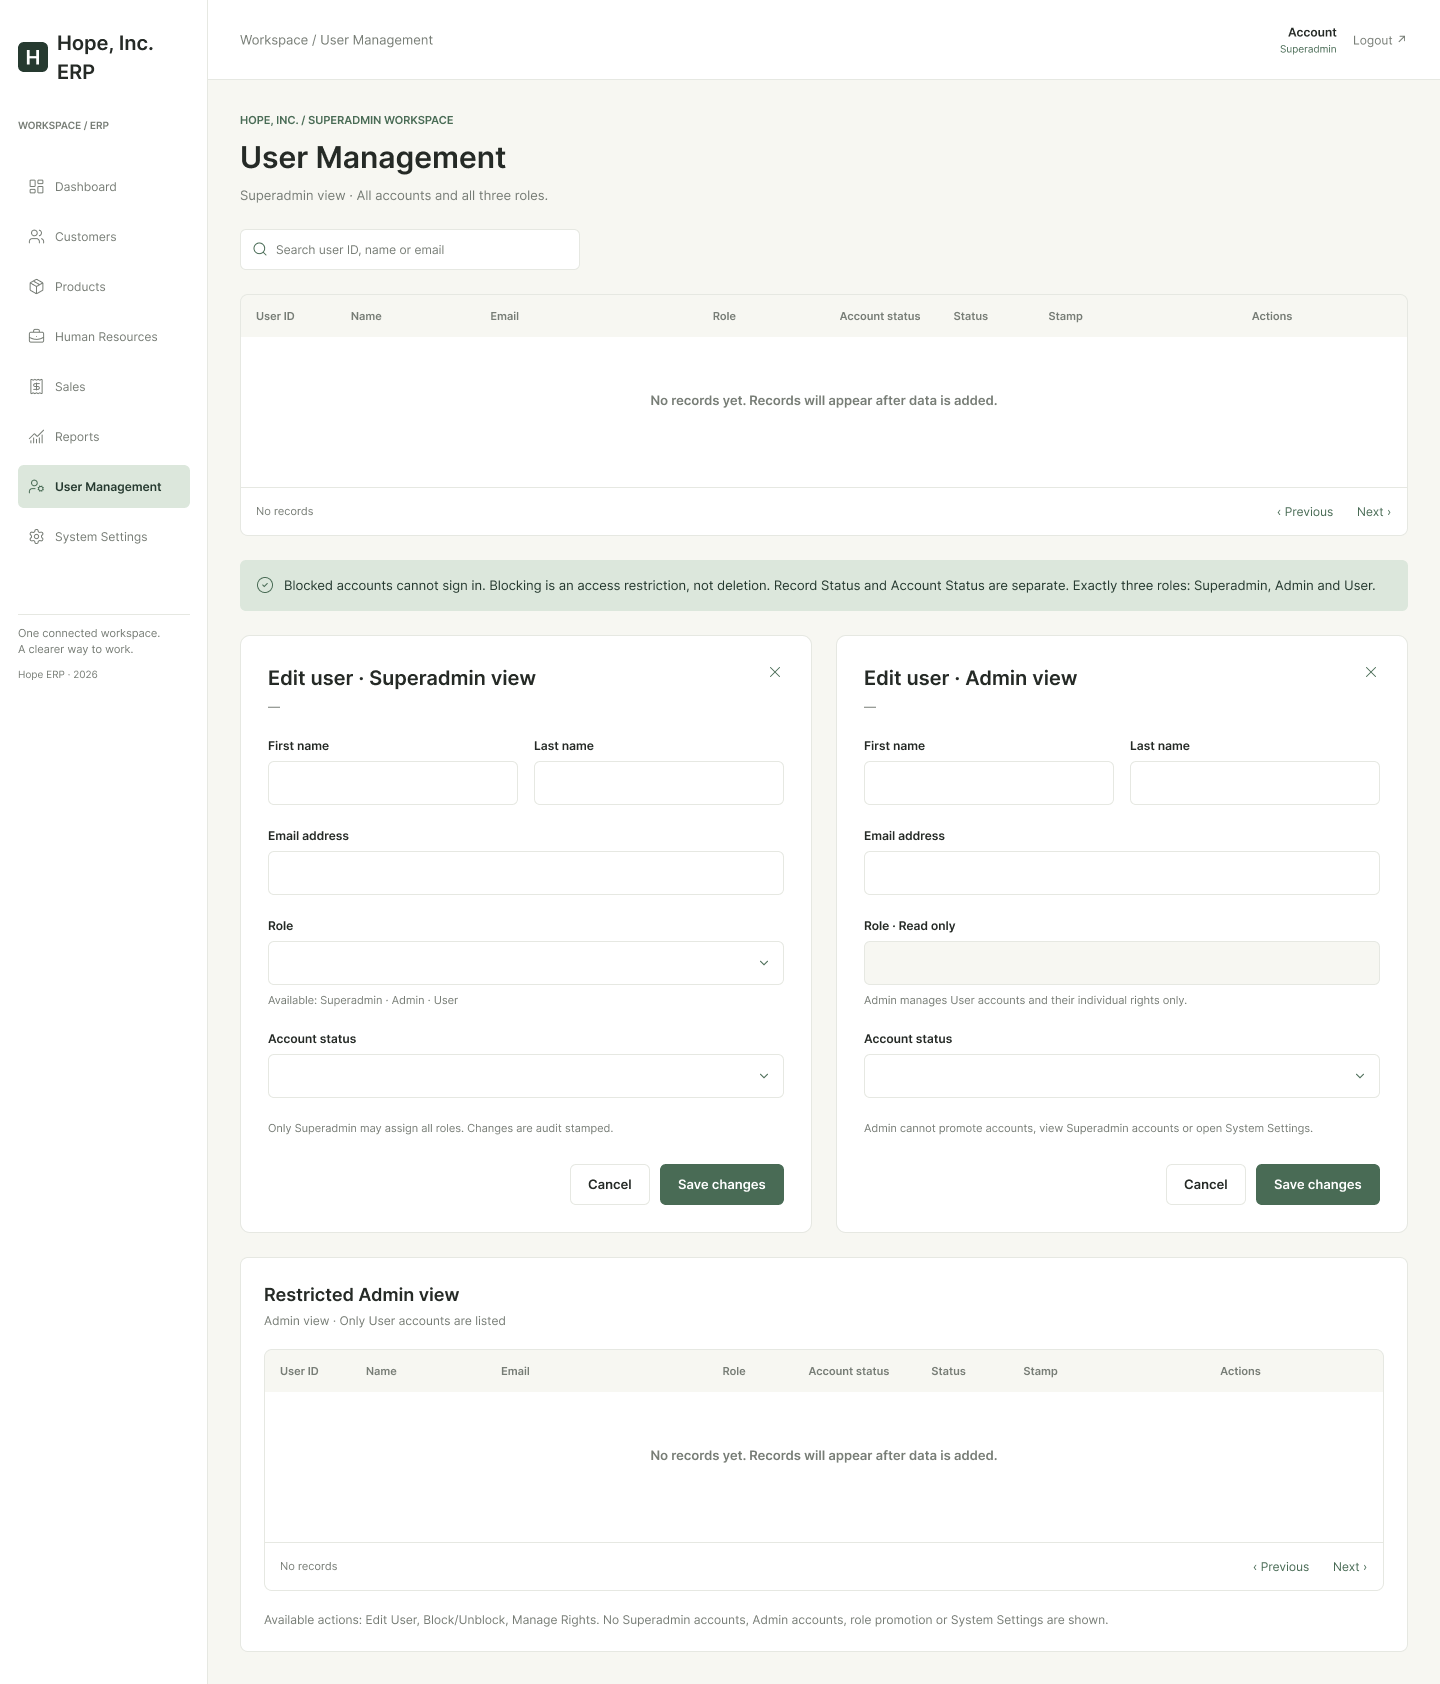 H
Hope, Inc.
ERP
WORKSPACE / ERP
Dashboard
Customers
Products
Human Resources
Sales
Reports
User Management
System Settings
One connected workspace.
A clearer way to work.
Hope ERP · 2026
Workspace / User Management
Account
Superadmin
Logout ↗
HOPE, INC. / SUPERADMIN WORKSPACE
User Management
Superadmin view · All accounts and all three roles.
Search user ID, name or email
User ID Name Email Role Account status Status Stamp Actions
No records yet. Records will appear after data is added.
No records ‹ Previous Next ›
Blocked accounts cannot sign in. Blocking is an access restriction, not deletion. Record Status and Account Status are separate. Exactly three roles: Superadmin, Admin and User.
Edit user · Superadmin view
—
First name Last name
Email address
Role
Available: Superadmin · Admin · User
Account status
Only Superadmin may assign all roles. Changes are audit stamped.
Cancel Save changes
Edit user · Admin view
—
First name Last name
Email address
Role · Read only
Admin manages User accounts and their individual rights only.
Account status
Admin cannot promote accounts, view Superadmin accounts or open System Settings.
Cancel Save changes
Restricted Admin view
Admin view · Only User accounts are listed
User ID Name Email Role Account status Status Stamp Actions
No records yet. Records will appear after data is added.
No records ‹ Previous Next ›
Available actions: Edit User, Block/Unblock, Manage Rights. No Superadmin accounts, Admin accounts, role promotion or System Settings are shown.